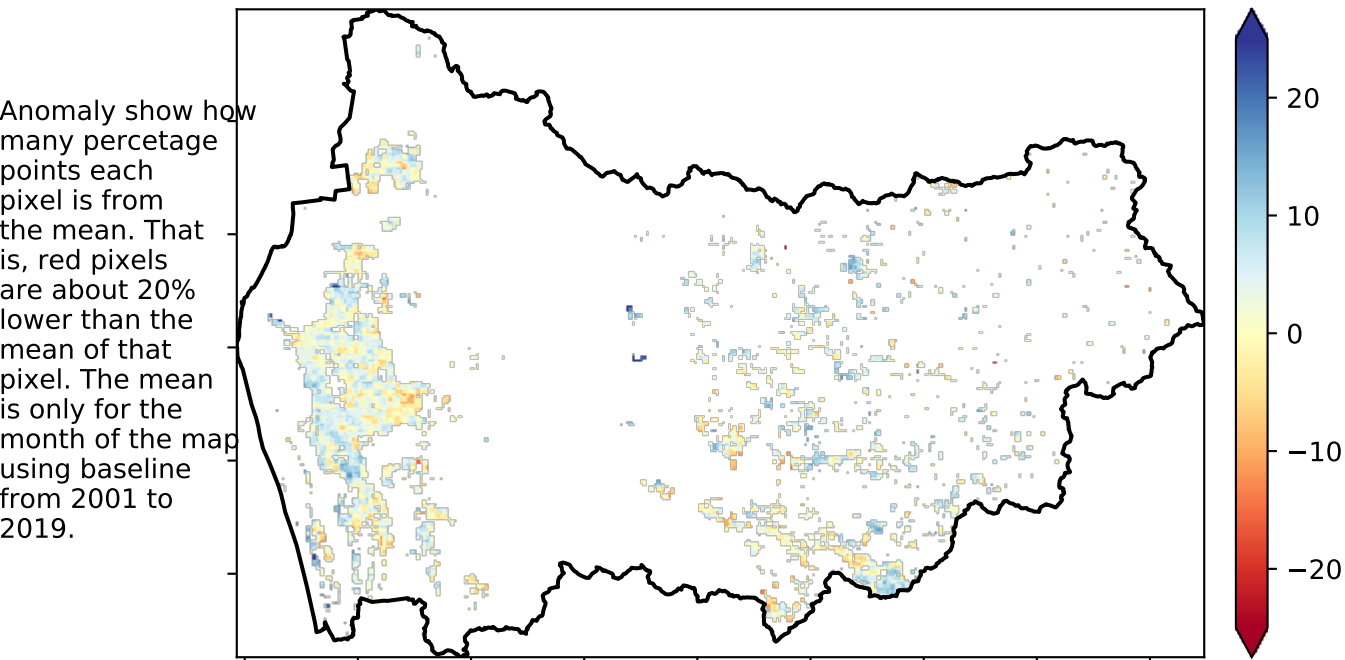 Anomaly show how
many percetage
points each
pixel is from
the mean. That
is, red pixels
are about 20%
lower than the
mean of that
pixel. The mean
is only for the
month of the map
using baseline
from 2001 to
2019.
20
10
0
−10
−20